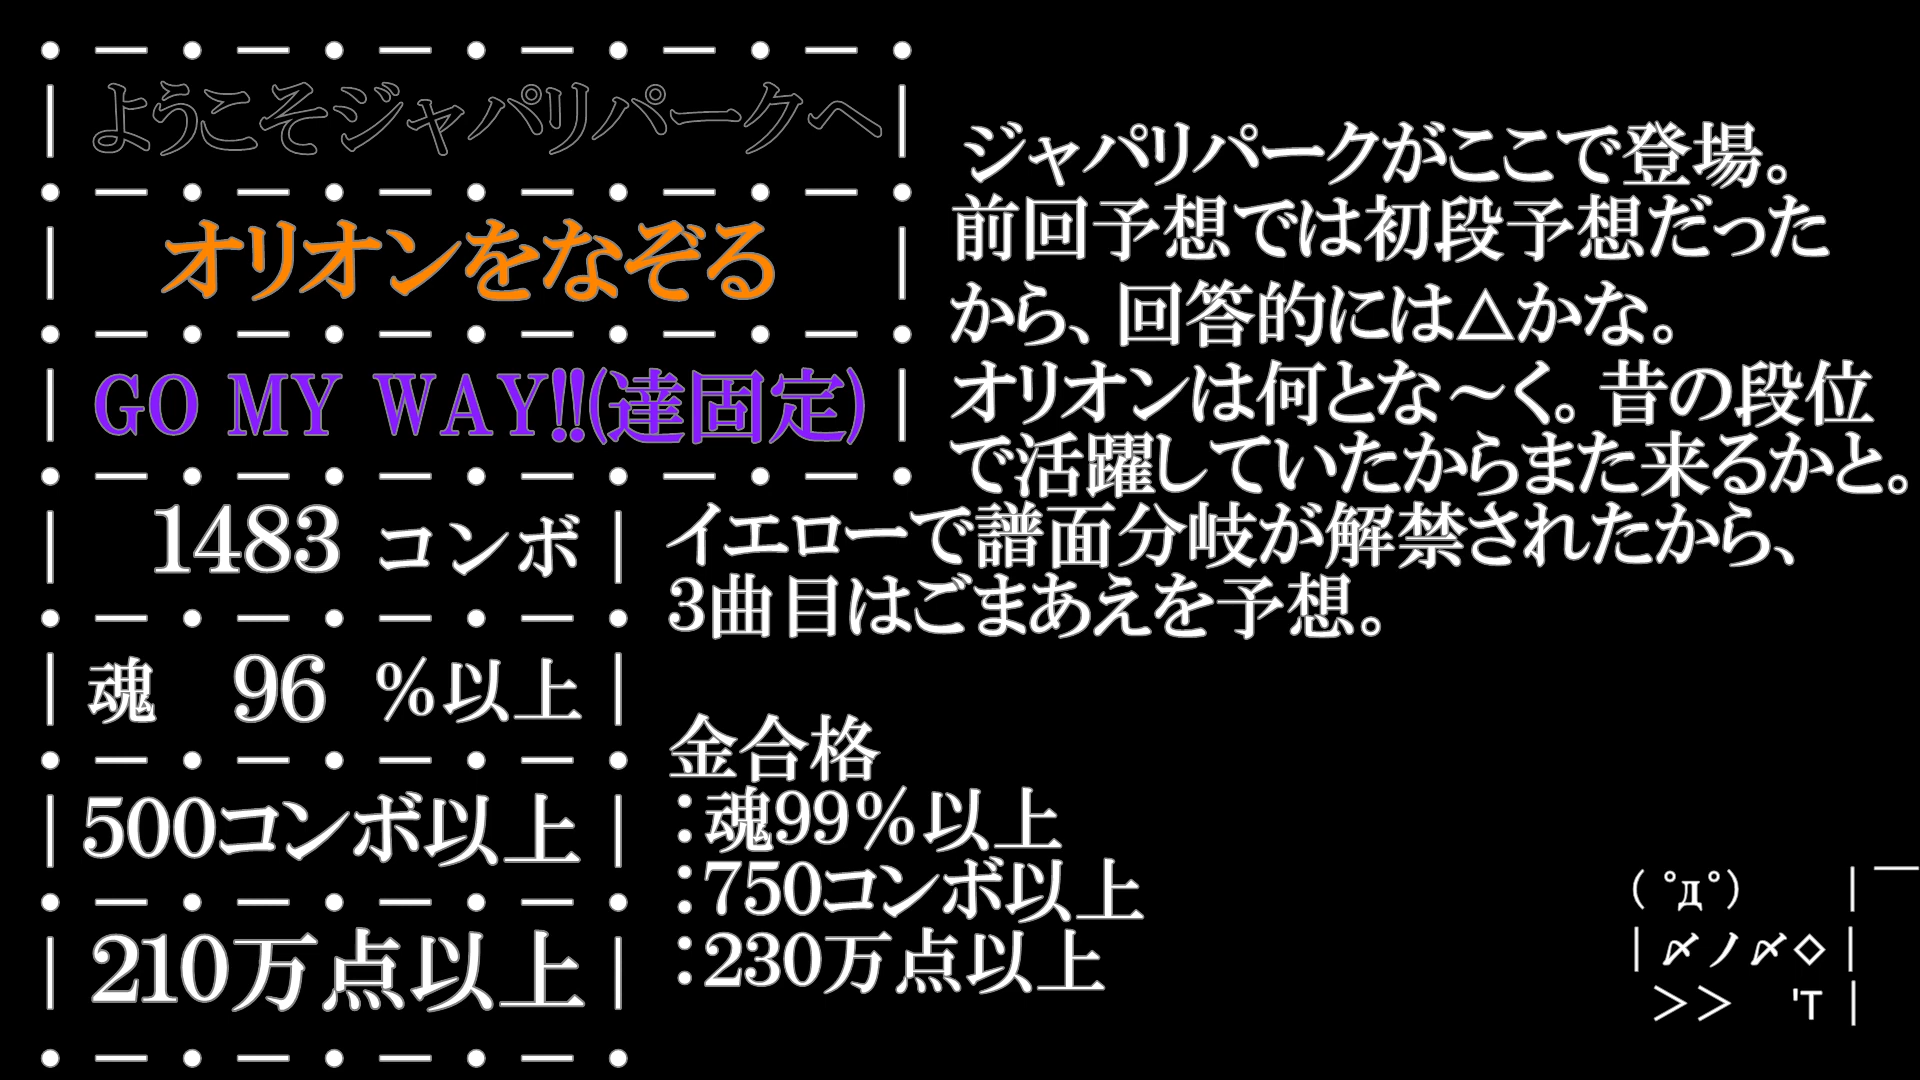 ようこそジャパリパークへ
オリオンをなぞる
GO MY WAY!!(達固定)
1483 コンボ
魂 96 %以上
500コンボ以上
210万点以上
ジャパリパークがここで登場。
前回予想では初段予想だった
から、回答的には△かな。
オリオンは何とな～く。昔の段位
で活躍していたからまた来るかと。
イエローで譜面分岐が解禁されたから、
3曲目はごまあえを予想。
金合格
:魂99%以上
:750コンボ以上
:230万点以上
( ﾟдﾟ) |￣
|〆ノ〆◇|
>> 'T |